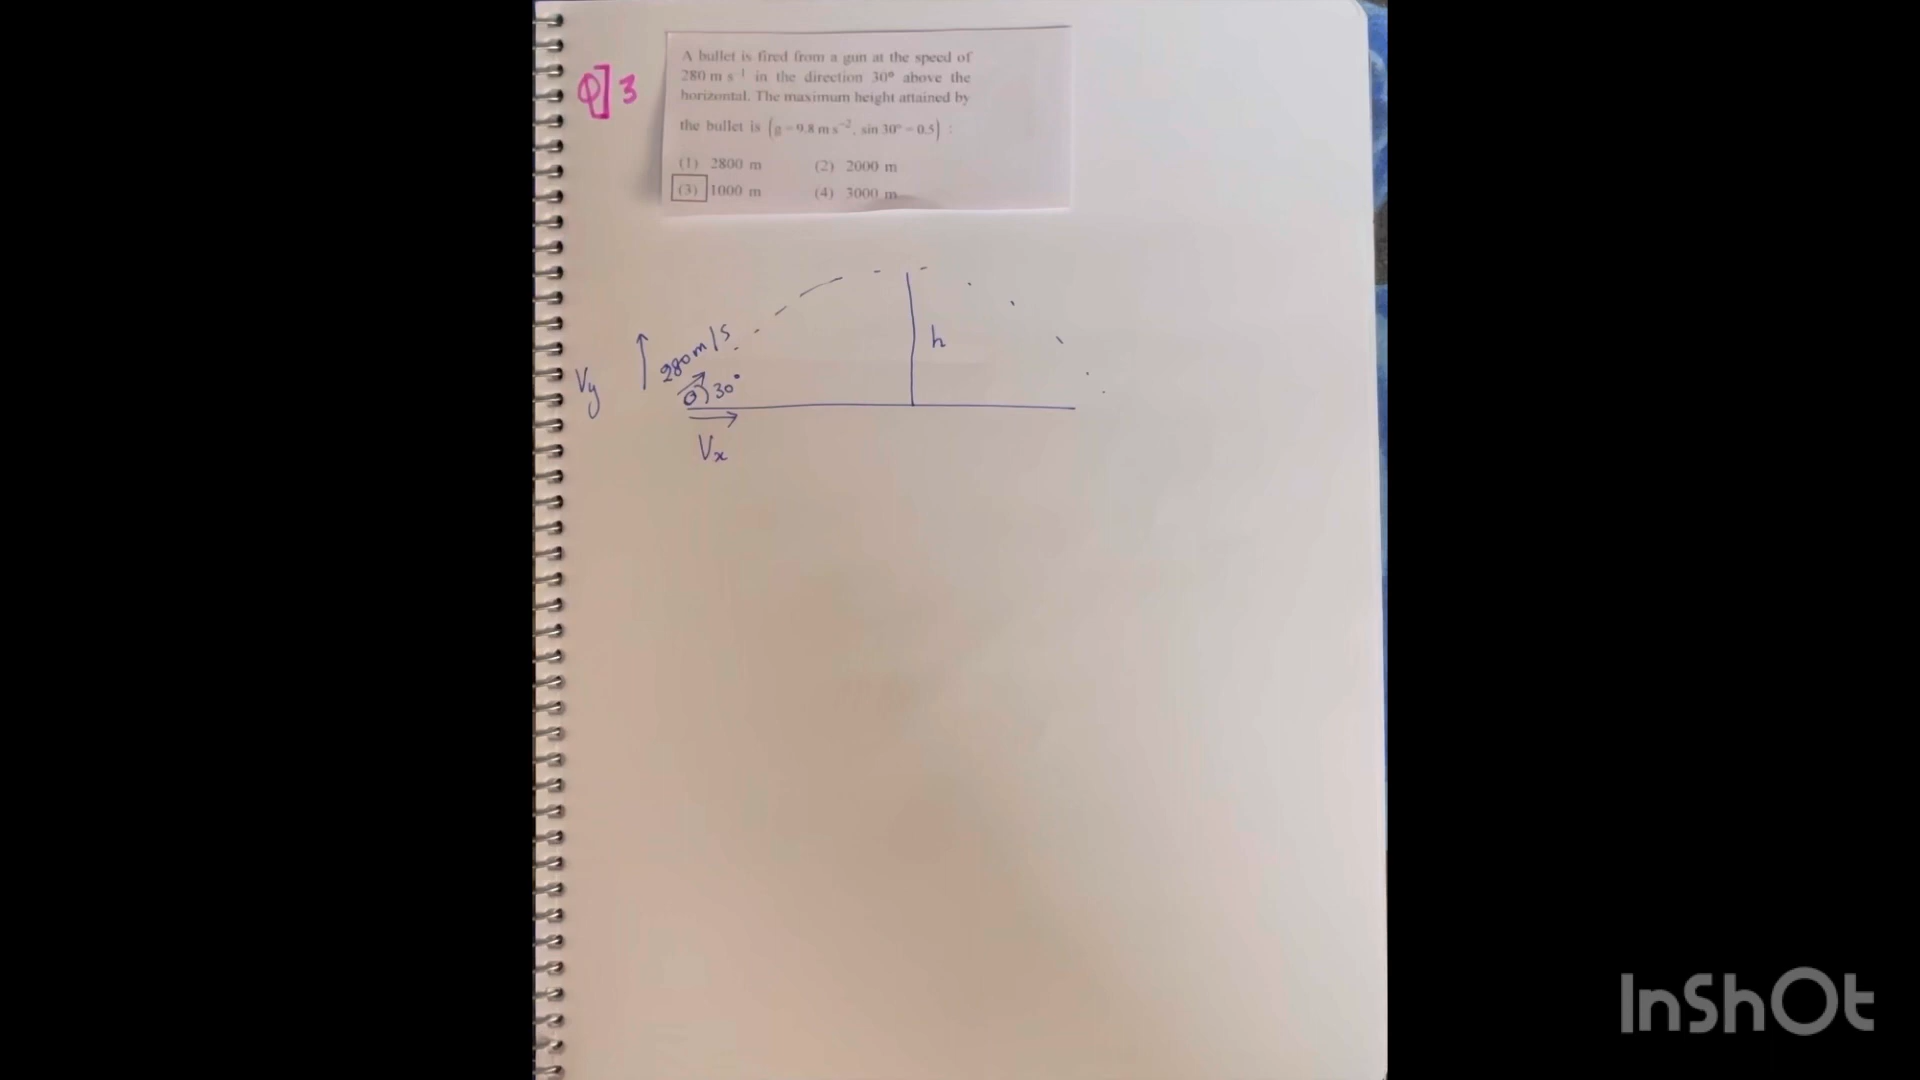 Q] 3
A bullet is fired from a gun at the speed of
280 m s⁻¹ in the direction 30° above the
horizontal. The maximum height attained by
the bullet is (g = 9.8 m s⁻², sin 30° = 0.5) :
(1) 2800 m (2) 2000 m
(3) 1000 m (4) 3000 m
280 m/s
h
Vy
θ 30°
Vx
InShOt